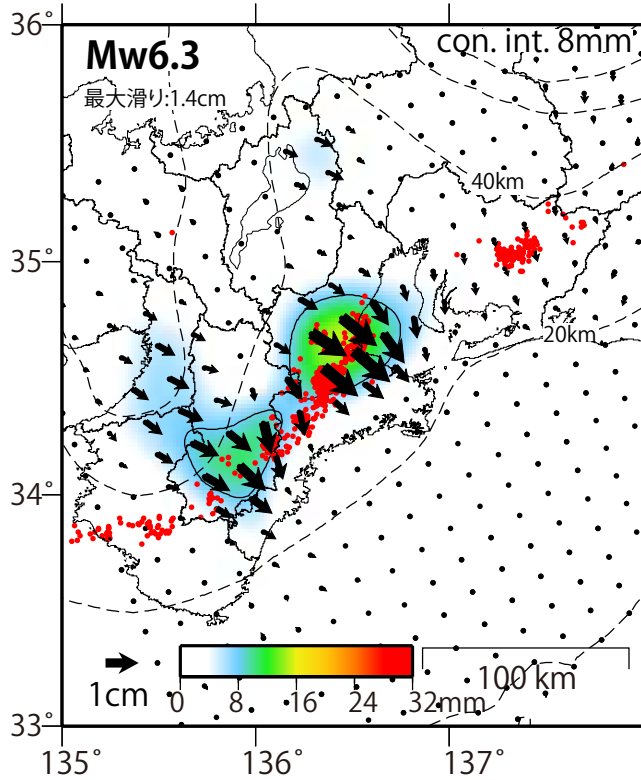 36°
Mw6.3
con. int. 8mm
最大滑り:1.4cm
40km
35°
20km
34°
1cm
0 8 16 24 32mm
100 km
33°
135° 136° 137°